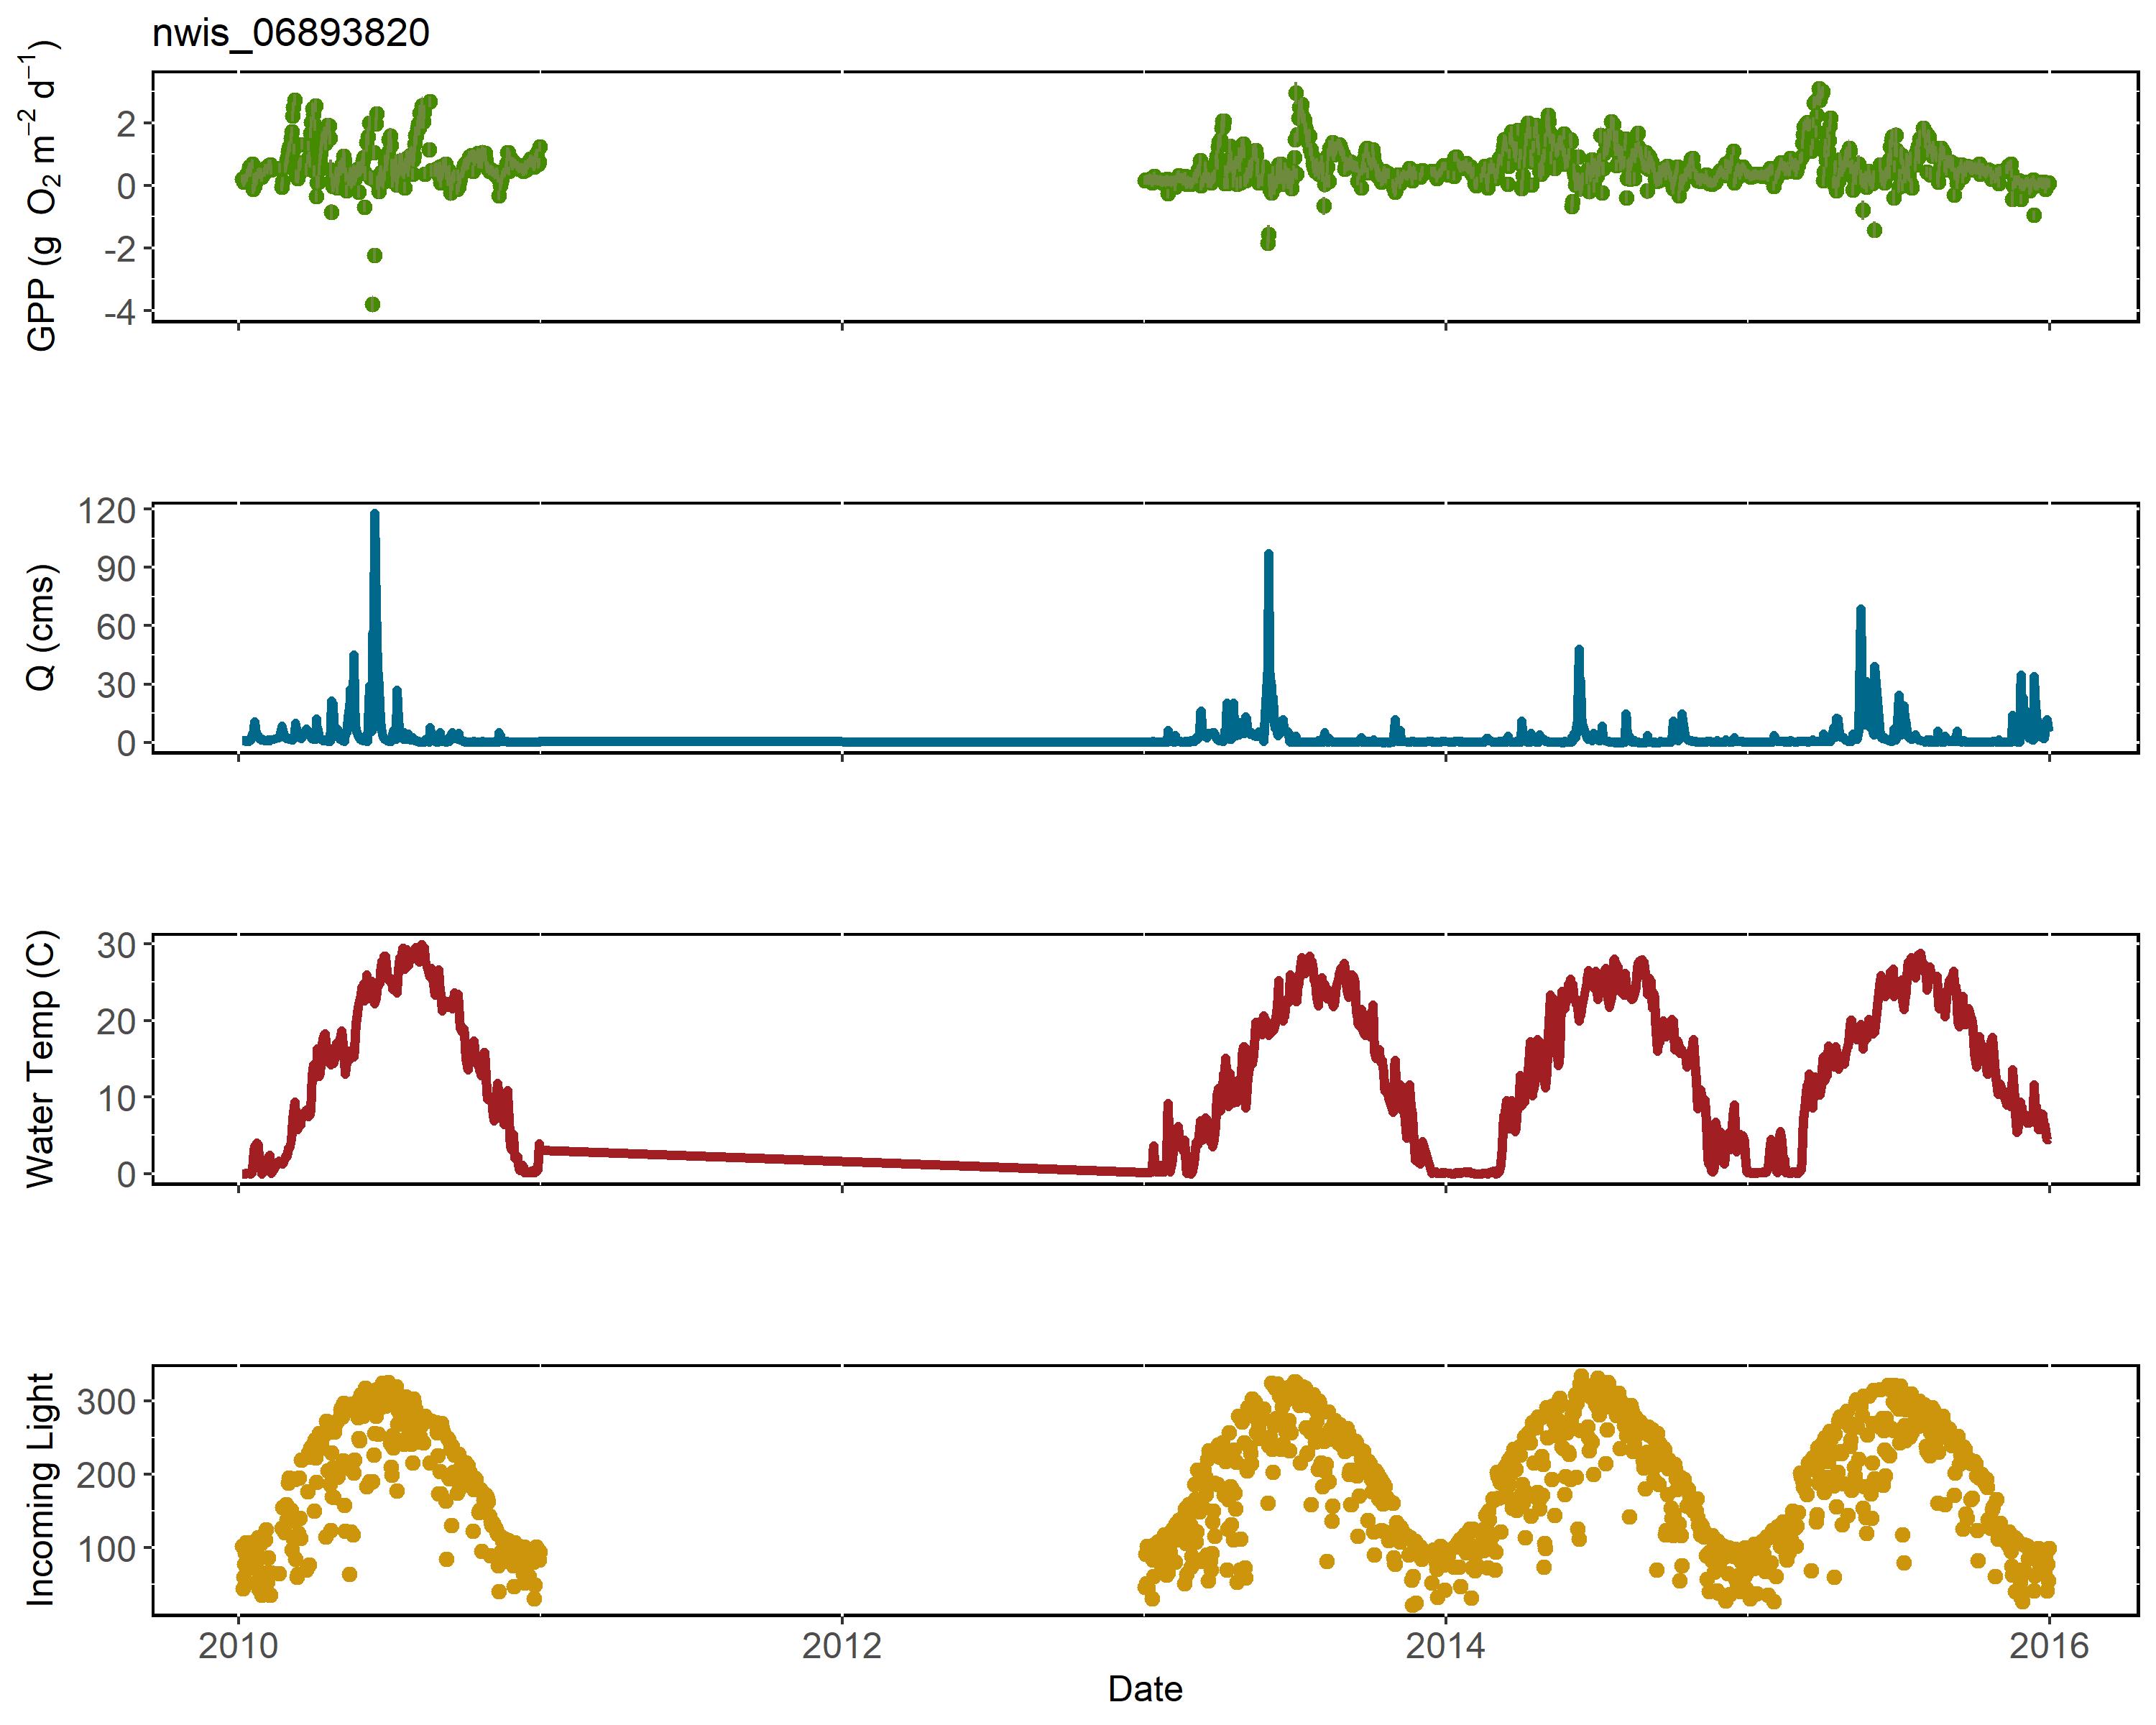 nwis_06893820
GPP (g O₂ m⁻² d⁻¹)
2
0
-2
-4
Q (cms)
120
90
60
30
0
Water Temp (C)
30
20
10
0
Incoming Light
300
200
100
2010 2012 2014 2016
Date